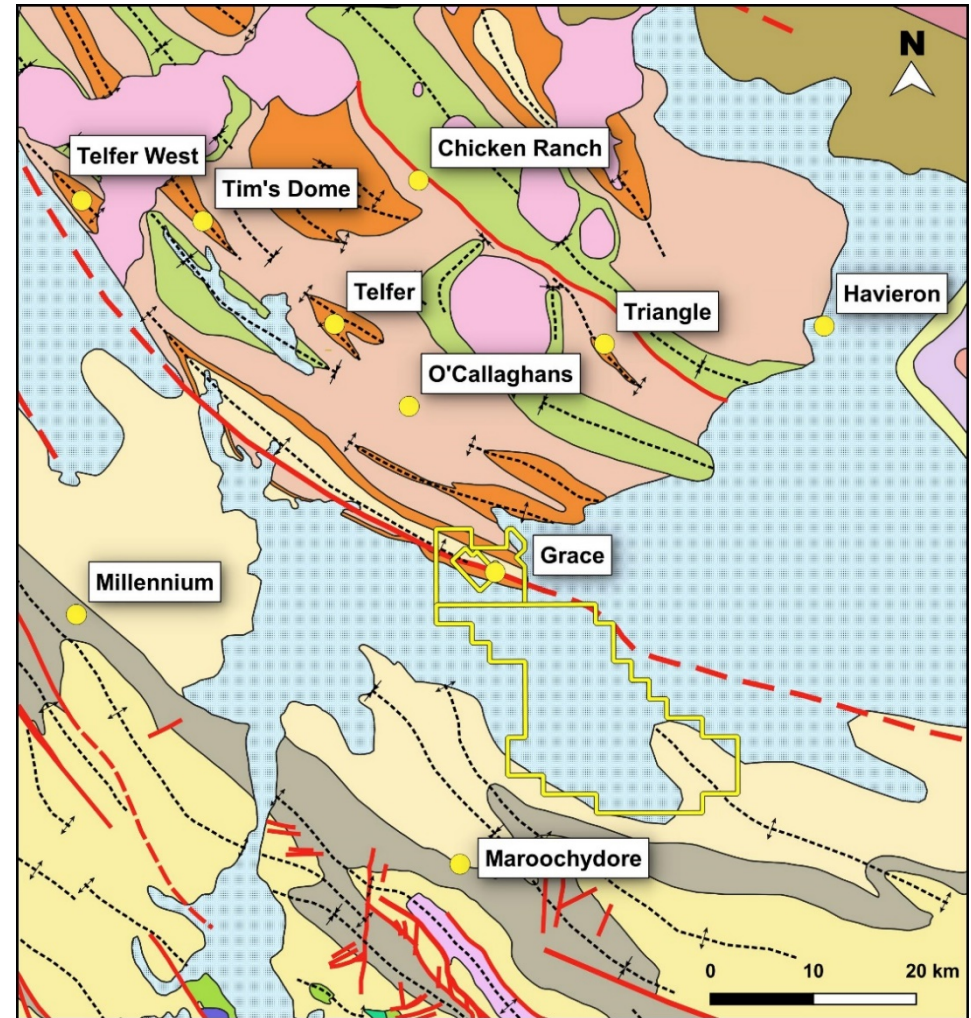 N
Telfer West
Chicken Ranch
Tim's Dome
Telfer
Havieron
Triangle
O'Callaghans
Grace
Millennium
Maroochydore
0 10 20 km